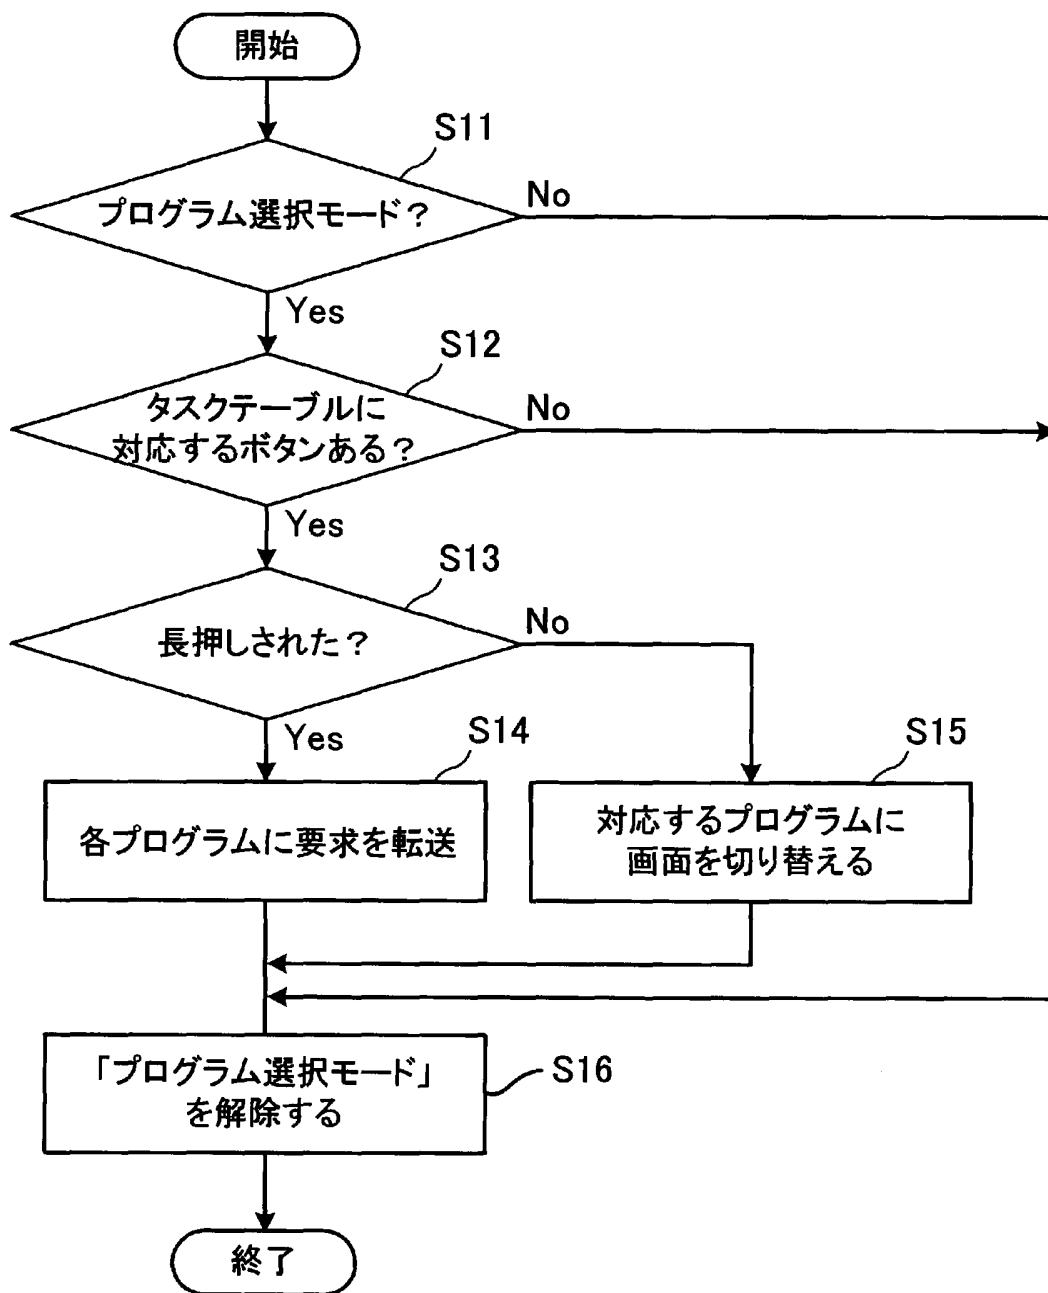 開始
S11
プログラム選択モード?
No
Yes
S12
タスクテーブルに
対応するボタンある?
No
Yes
S13
長押しされた?
No
Yes
S14
各プログラムに要求を転送
S15
対応するプログラムに
画面を切り替える
「プログラム選択モード」
を解除する
S16
終了